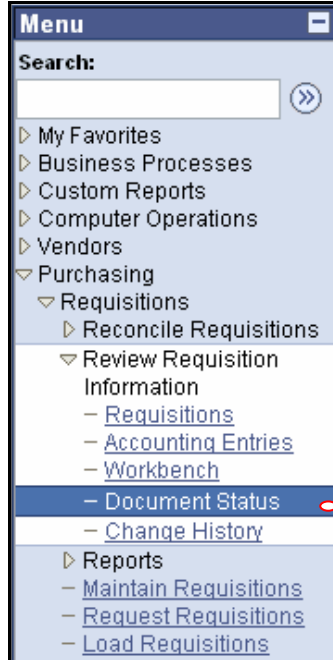 Menu
Search:
My Favorites
Business Processes
Custom Reports
Computer Operations
Vendors
Purchasing
Requisitions
Reconcile Requisitions
Review Requisition
Information
– Requisitions
– Accounting Entries
– Workbench
– Document Status
– Change History
Reports
– Maintain Requisitions
– Request Requisitions
– Load Requisitions